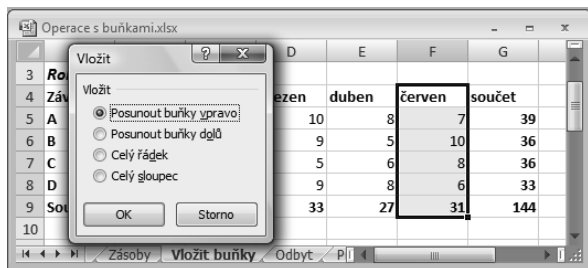 Operace s buňkami.xlsx
Vložit
D E F G
3 Ro
4 Záv ezen duben červen součet
Vložit
Posunout buňky vpravo
Posunout buňky dolů
Celý řádek
Celý sloupec
OK Storno
5 A 10 8 7 39
6 B 9 5 10 36
7 C 5 6 8 36
8 D 9 8 6 33
9 Sou 33 27 31 144
10
Zásoby Vložit buňky Odbyt P